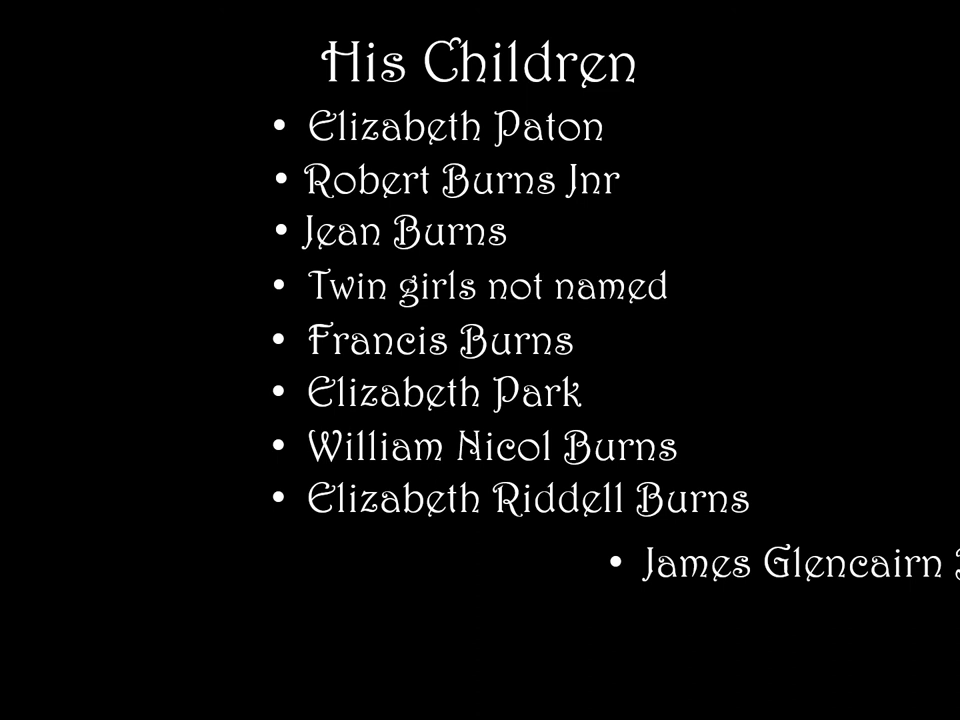 His Children
• Elizabeth Paton
• Robert Burns Jnr
• Jean Burns
• Twin girls not named
• Francis Burns
• Elizabeth Park
• William Nicol Burns
• Elizabeth Riddell Burns
• James Glencairn